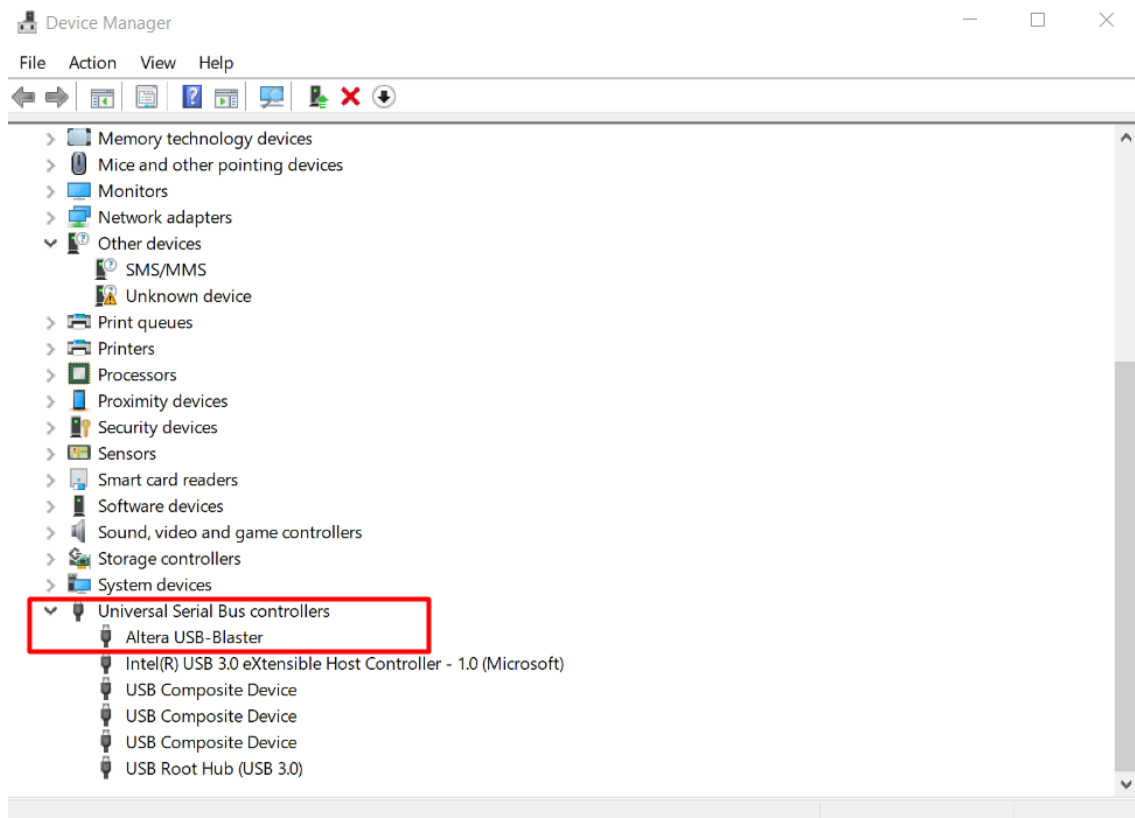 Device Manager
File Action View Help
Memory technology devices
Mice and other pointing devices
Monitors
Network adapters
Other devices
SMS/MMS
Unknown device
Print queues
Printers
Processors
Proximity devices
Security devices
Sensors
Smart card readers
Software devices
Sound, video and game controllers
Storage controllers
System devices
Universal Serial Bus controllers
Altera USB-Blaster
Intel(R) USB 3.0 eXtensible Host Controller - 1.0 (Microsoft)
USB Composite Device
USB Composite Device
USB Composite Device
USB Root Hub (USB 3.0)